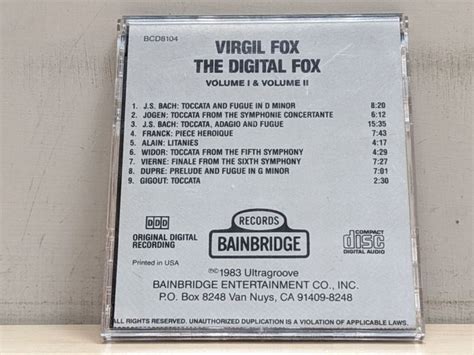 BCD8104
VIRGIL FOX
THE DIGITAL FOX
VOLUME I & VOLUME II
1. J.S. BACH: TOCCATA AND FUGUE IN D MINOR 8:20
2. JOGEN: TOCCATA FROM THE SYMPHONIE CONCERTANTE 6:12
3. J.S. BACH: TOCCATA, ADAGIO AND FUGUE 15:35
4. FRANCK: PIECE HEROIQUE 7:43
5. ALAIN: LITANIES 4:17
6. WIDOR: TOCCATA FROM THE FIFTH SYMPHONY 6:44
7. VIERNE: FINALE FROM THE SIXTH SYMPHONY 7:27
8. DUPRE: PRELUDE AND FUGUE IN G MINOR 7:01
9. GIGOUT: TOCCATA 2:30
DDD
ORIGINAL DIGITAL
RECORDING
Printed in USA
RECORDS
BAINBRIDGE
COMPACT
disc
DIGITAL AUDIO
℗© 1983 Ultragroove
BAINBRIDGE ENTERTAINMENT CO., INC.
P.O. Box 8248 Van Nuys, CA 91409-8248
ALL RIGHTS RESERVED. UNAUTHORIZED DUPLICATION IS A VIOLATION OF APPLICABLE LAWS.